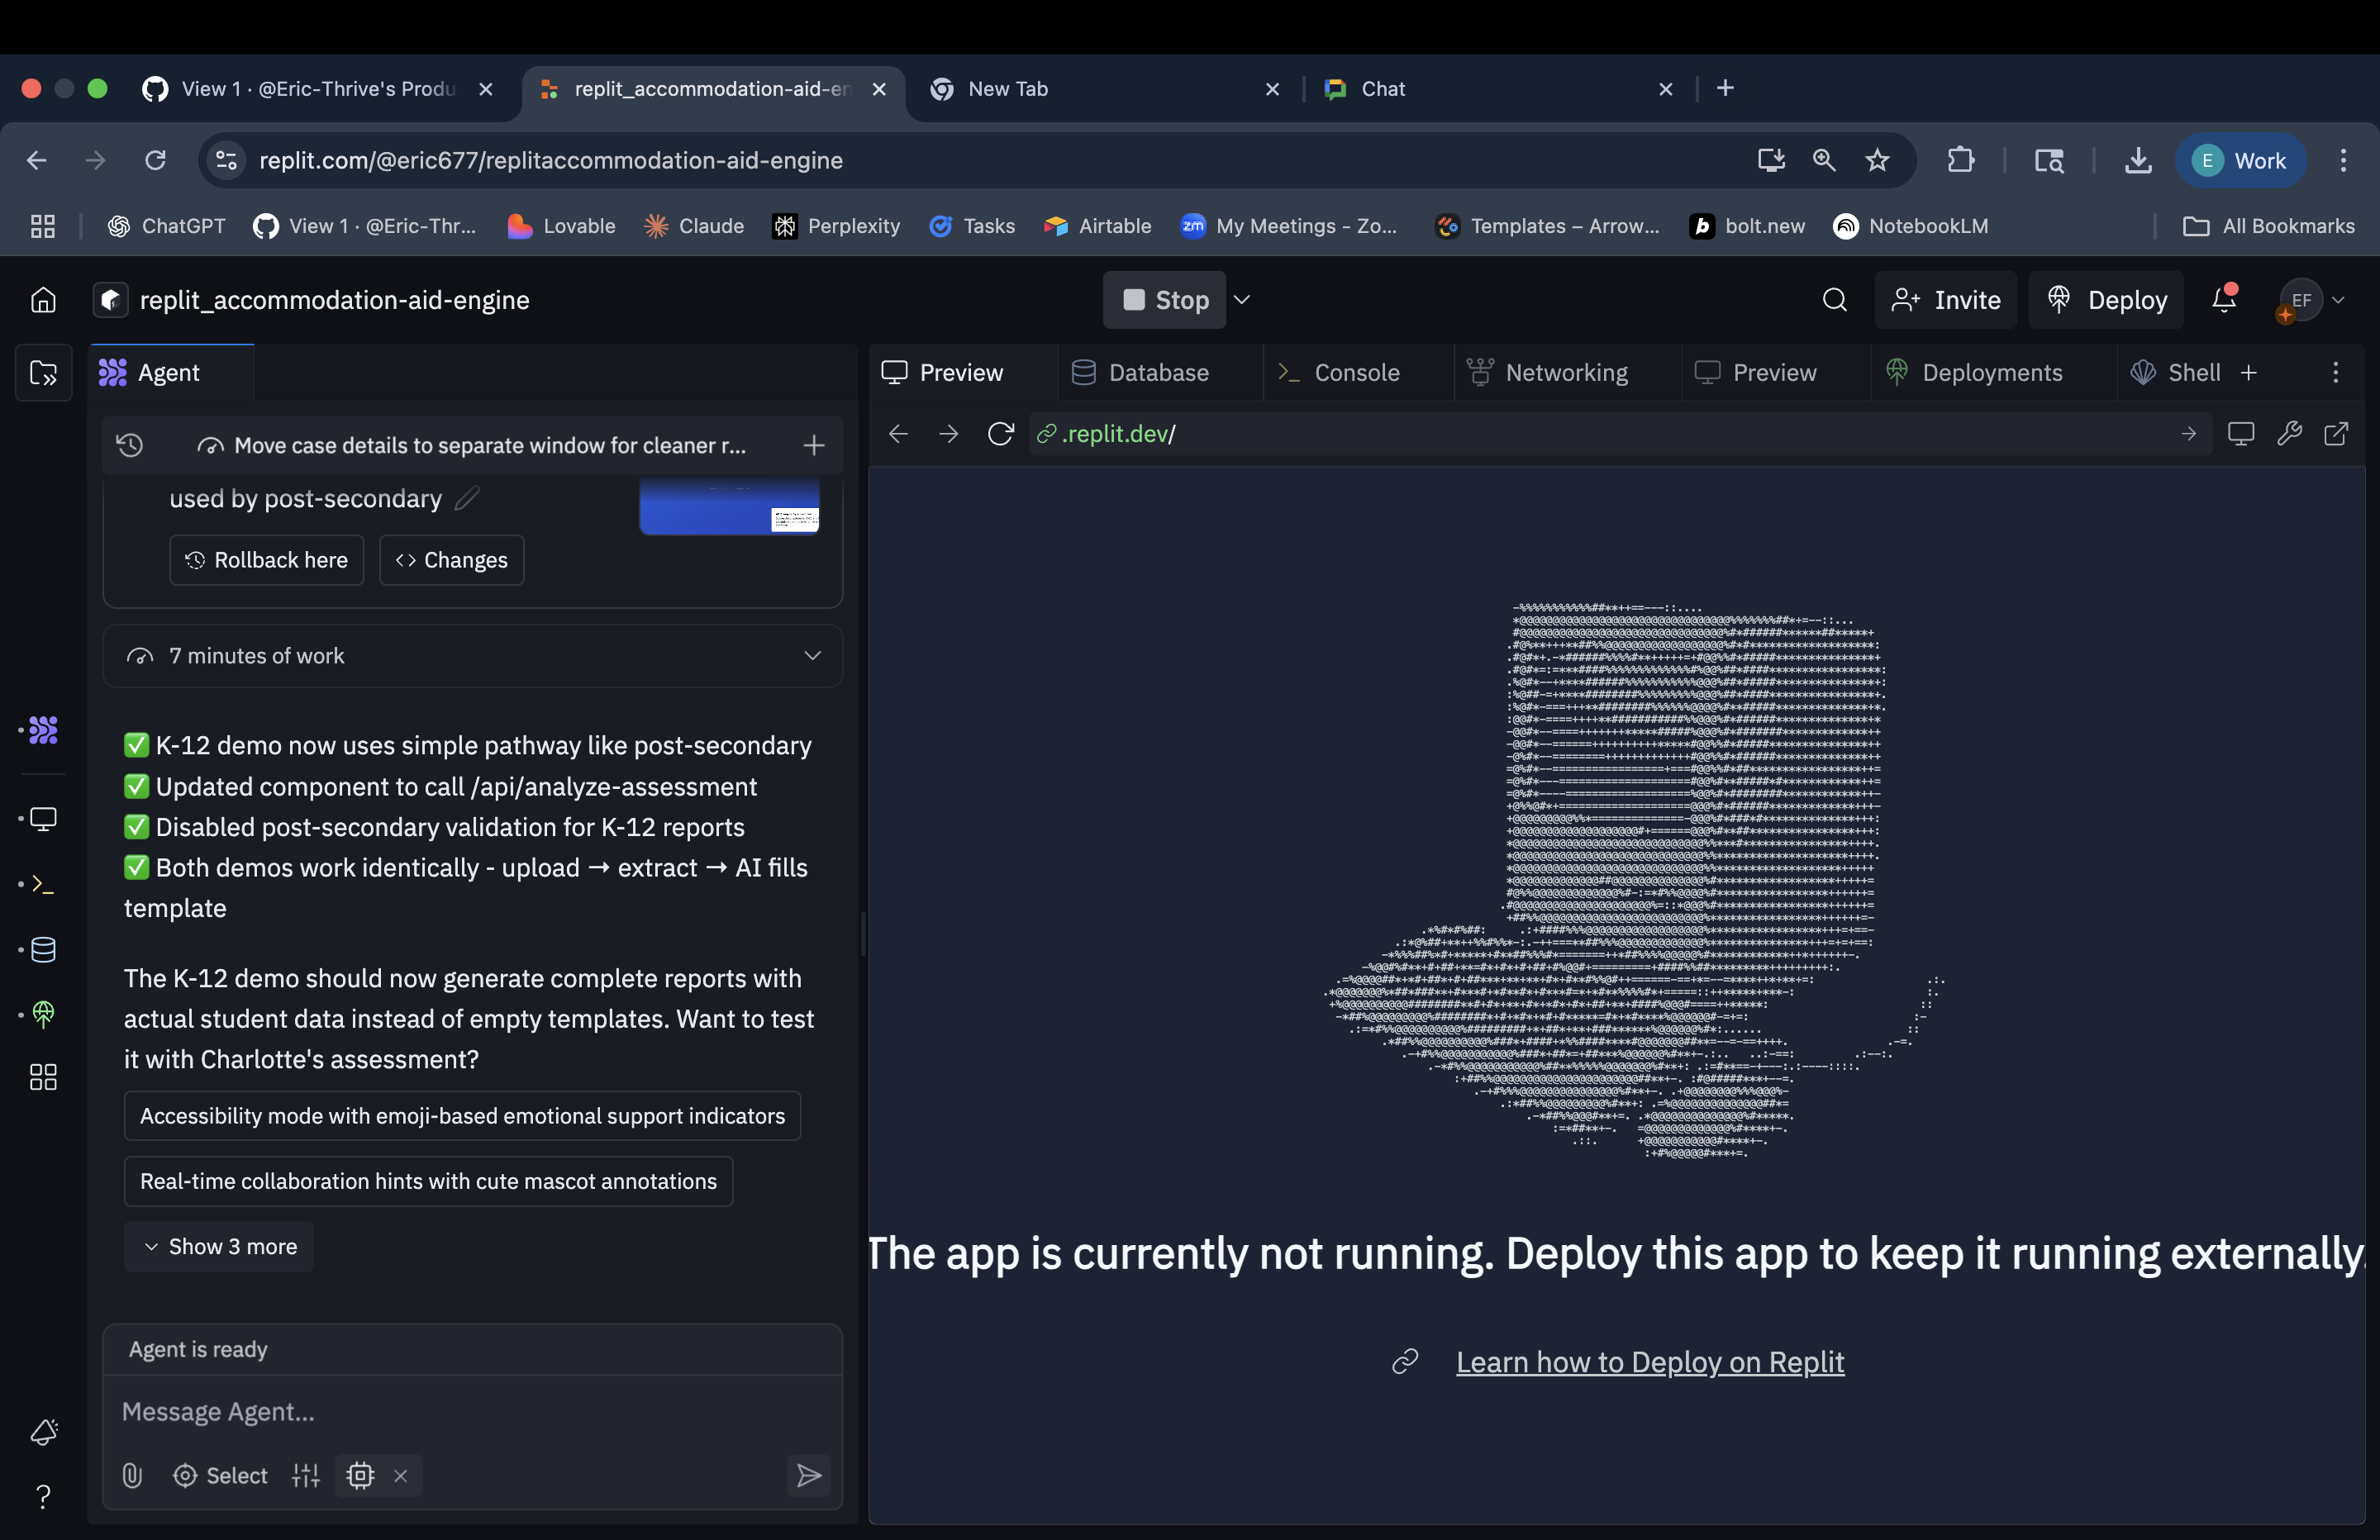 View 1 · @Eric-Thrive's Produ
replit_accommodation-aid-en
New Tab
Chat
replit.com/@eric677/replitaccommodation-aid-engine
E Work
ChatGPT
View 1 · @Eric-Thr...
Lovable
Claude
Perplexity
Tasks
Airtable
zm My Meetings - Zo...
Templates – Arrow...
b bolt.new
NotebookLM
All Bookmarks
replit_accommodation-aid-engine
Stop
Invite
Deploy
EF
Agent
Preview
Database
Console
Networking
Preview
Deployments
Shell
Move case details to separate window for cleaner r...
.replit.dev/
used by post-secondary
Rollback here
Changes
7 minutes of work
✅ K-12 demo now uses simple pathway like post-secondary
✅ Updated component to call /api/analyze-assessment
✅ Disabled post-secondary validation for K-12 reports
✅ Both demos work identically - upload → extract → AI fills
template
The K-12 demo should now generate complete reports with
actual student data instead of empty templates. Want to test
it with Charlotte's assessment?
Accessibility mode with emoji-based emotional support indicators
Real-time collaboration hints with cute mascot annotations
Show 3 more
Agent is ready
Message Agent...
Select
The app is currently not running. Deploy this app to keep it running externally.
Learn how to Deploy on Replit